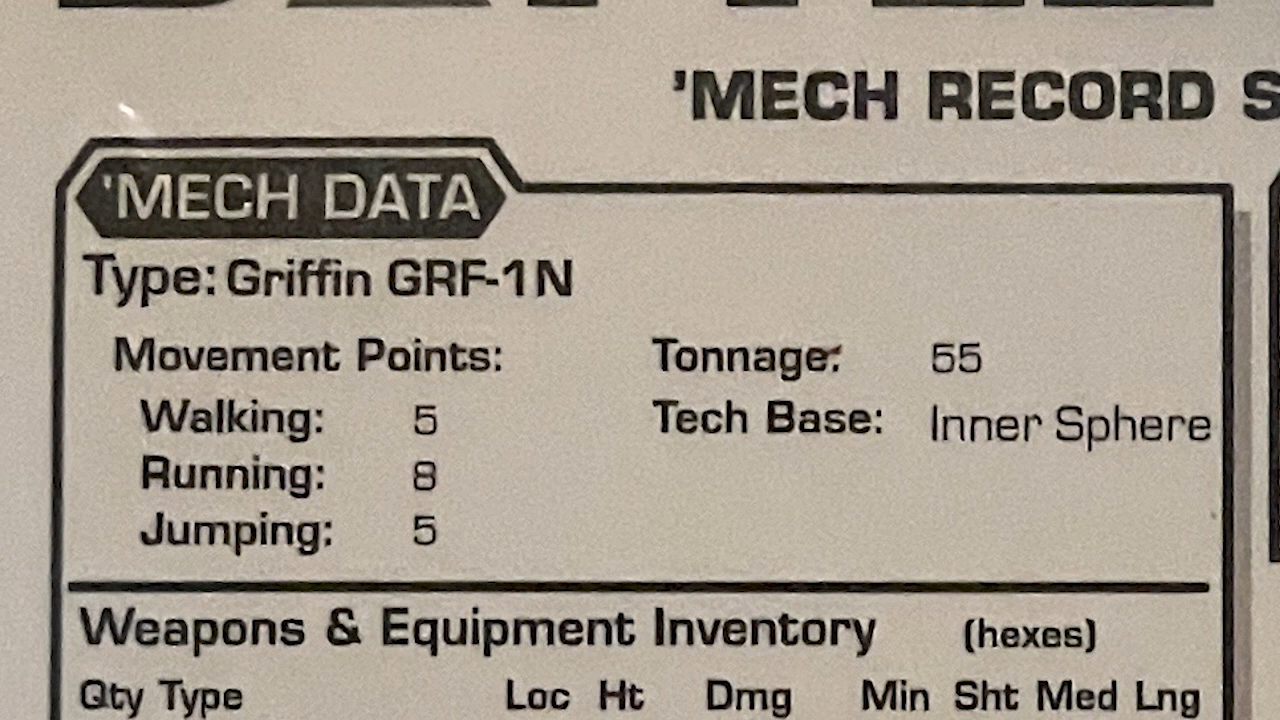 'MECH RECORD S
'MECH DATA
Type: Griffin GRF-1N
Movement Points:
Walking: 5
Running: 8
Jumping: 5
Tonnage: 55
Tech Base: Inner Sphere
Weapons & Equipment Inventory (hexes)
Qty Type Loc Ht Dmg Min Sht Med Lng